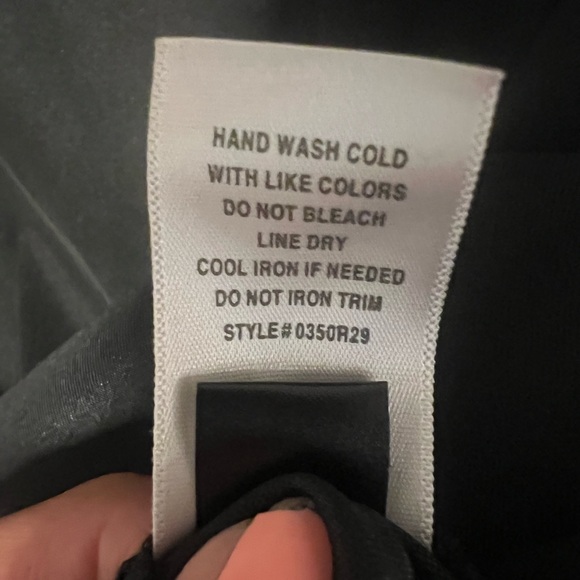 HAND WASH COLD
WITH LIKE COLORS
DO NOT BLEACH
LINE DRY
COOL IRON IF NEEDED
DO NOT IRON TRIM
STYLE# 0350R29